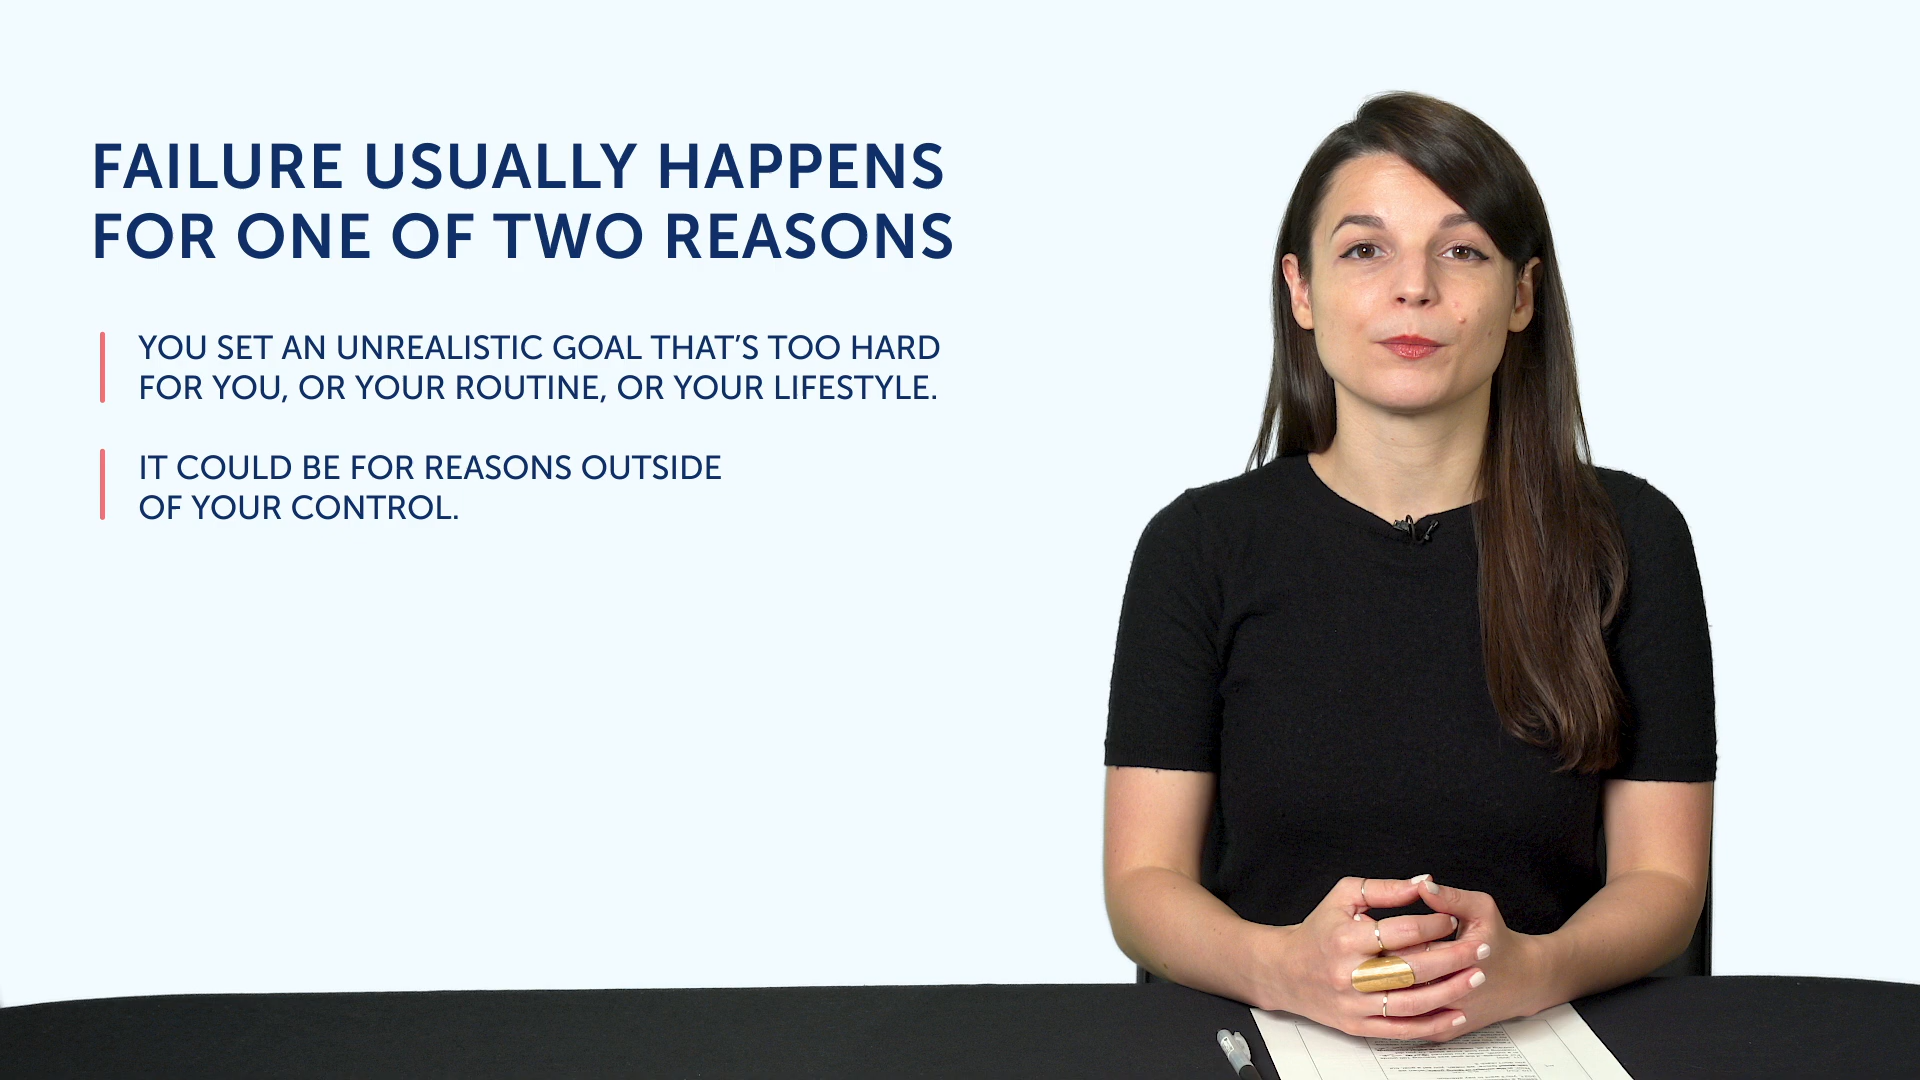 FAILURE USUALLY HAPPENS
FOR ONE OF TWO REASONS
YOU SET AN UNREALISTIC GOAL THAT'S TOO HARD
FOR YOU, OR YOUR ROUTINE, OR YOUR LIFESTYLE.
IT COULD BE FOR REASONS OUTSIDE
OF YOUR CONTROL.